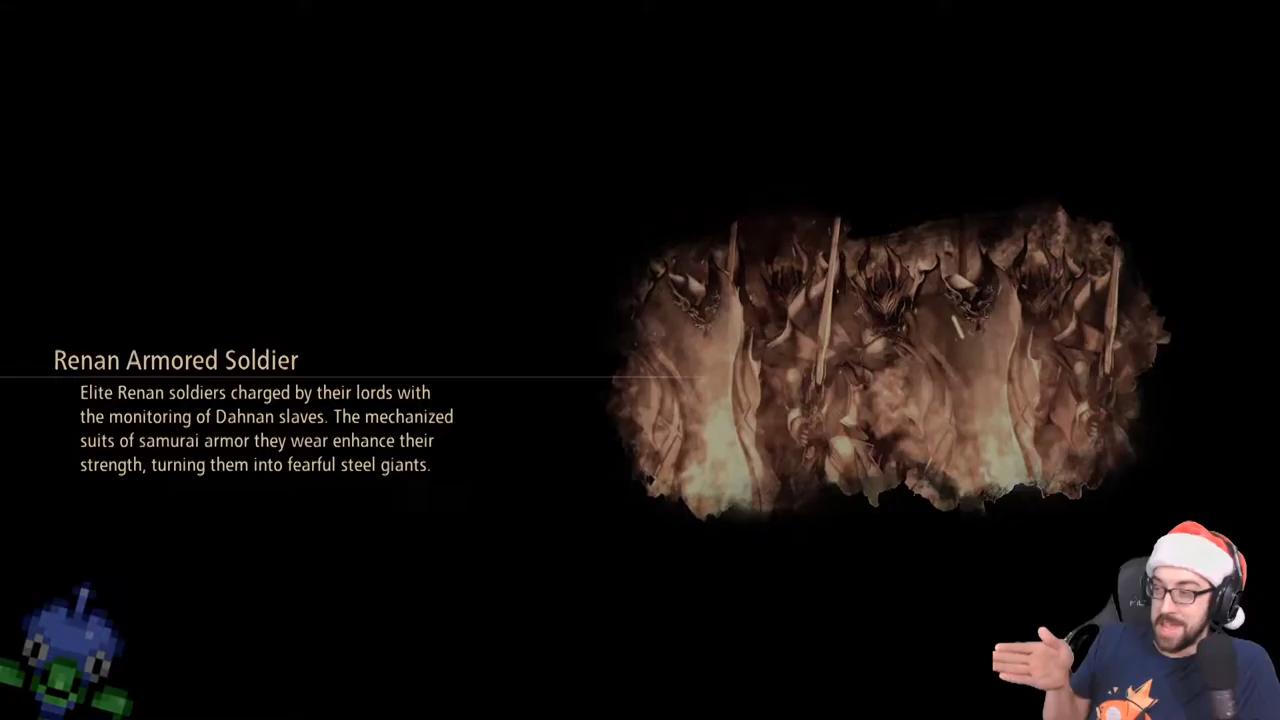 Renan Armored Soldier
Elite Renan soldiers charged by their lords with
the monitoring of Dahnan slaves. The mechanized
suits of samurai armor they wear enhance their
strength, turning them into fearful steel giants.